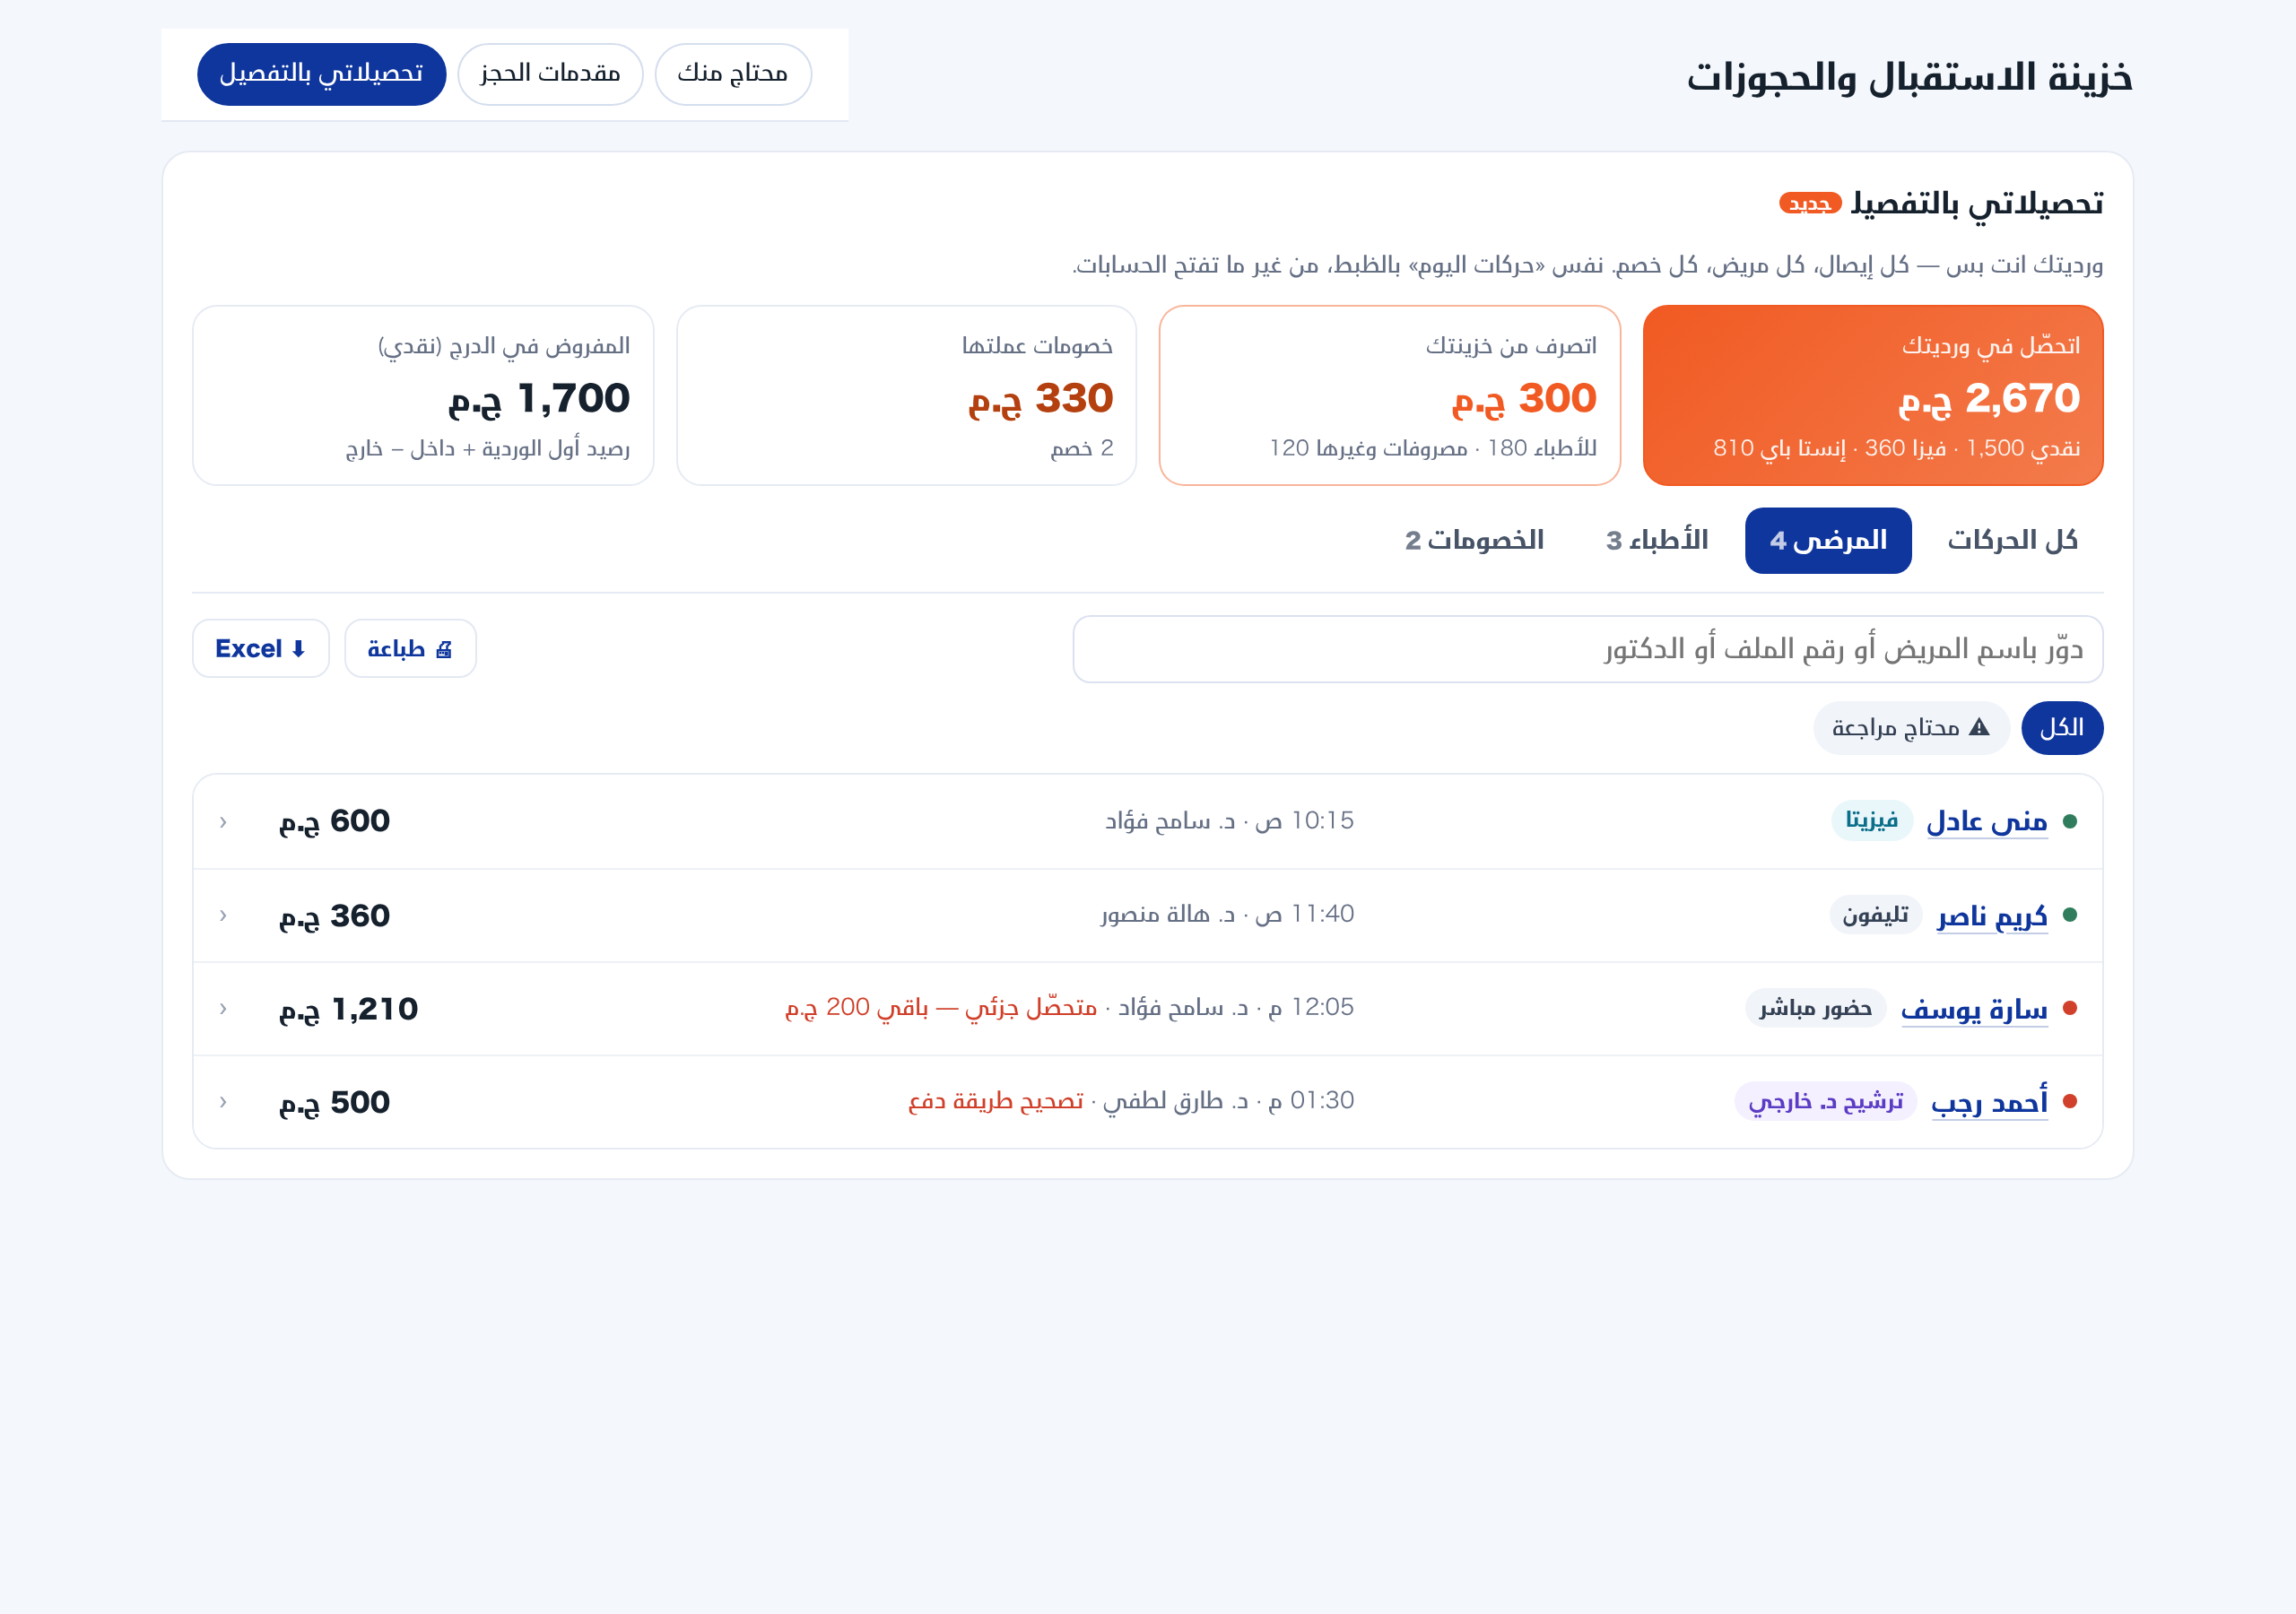 خزينة الاستقبال والحجوزات
محتاج منك
مقدمات الحجز
تحصيلاتي بالتفصيل
تحصيلاتي بالتفصيل جديد
ورديتك انت بس — كل إيصال، كل مريض، كل خصم. نفس «حركات اليوم» بالظبط، من غير ما تفتح الحسابات.
اتحصّل في ورديتك
2,670 ج.م
نقدي 1,500 · فيزا 360 · إنستا باي 810
اتصرف من خزينتك
300 ج.م
للأطباء 180 · مصروفات وغيرها 120
خصومات عملتها
330 ج.م
2 خصم
المفروض في الدرج (نقدي)
1,700 ج.م
رصيد أول الوردية + داخل – خارج
كل الحركات
المرضى 4
الأطباء 3
الخصومات 2
دوّر باسم المريض أو رقم الملف أو الدكتور
🖨 طباعة
⬇ Excel
الكل
⚠ محتاج مراجعة
منى عادل فيزيتا 10:15 ص · د. سامح فؤاد 600 ج.م
كريم ناصر تليفون 11:40 ص · د. هالة منصور 360 ج.م
سارة يوسف حضور مباشر 12:05 م · د. سامح فؤاد · متحصّل جزئي — باقي 200 ج.م 1,210 ج.م
أحمد رجب ترشيح د. خارجي 01:30 م · د. طارق لطفي · تصحيح طريقة دفع 500 ج.م